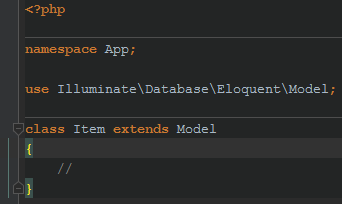 <?php
namespace App;
use Illuminate\Database\Eloquent\Model;
class Item extends Model
{
//
}